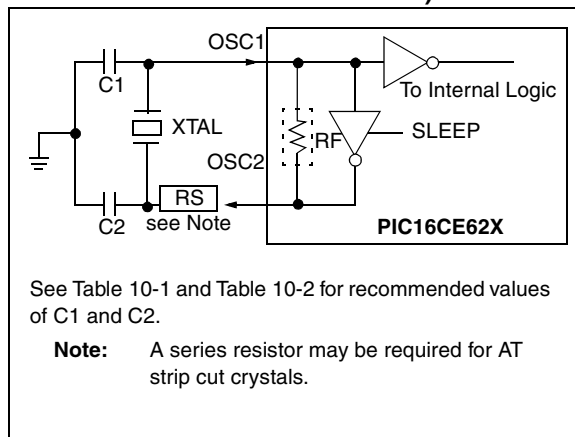 OSC1
C1
To Internal Logic
XTAL
RF
SLEEP
OSC2
RS
C2
see Note
PIC16CE62X
See Table 10-1 and Table 10-2 for recommended values
of C1 and C2.
Note: A series resistor may be required for AT
strip cut crystals.